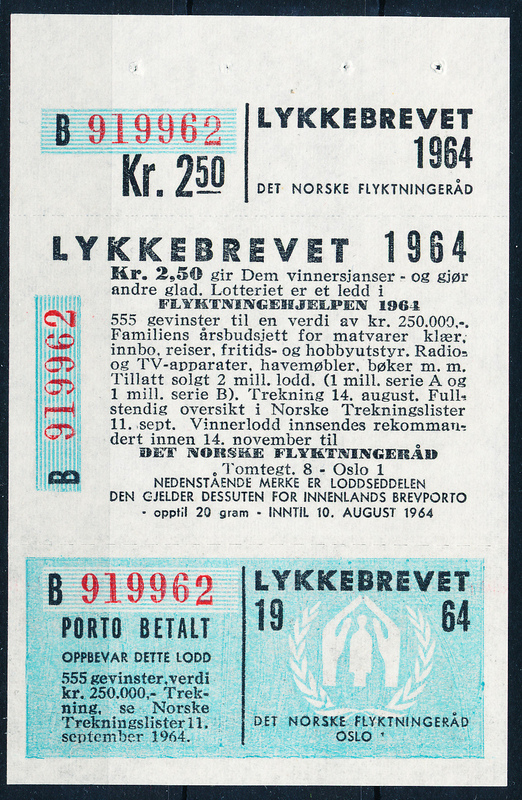 B 919962
Kr. 2.50
LYKKEBREVET
1964
DET NORSKE FLYKTNINGERÅD
LYKKEBREVET 1964
Kr. 2,50 gir Dem vinnersjanser - og gjør
andre glad. Lotteriet er et ledd i
FLYKTNINGEHJELPEN 1964
555 gevinster til en verdi av kr. 250.000,-.
Familiens årsbudsjett for matvarer klær,
innbo, reiser, fritids- og hobbyutstyr. Radio-
og TV-apparater, havemøbler, bøker m. m.
Tillatt solgt 2 mill. lodd. (1 mill. serie A og
1 mill. serie B). Trekning 14. august. Full-
stendig oversikt i Norske Trekningslister
11. sept. Vinnerlodd innsendes rekomman-
dert innen 14. november til
DET NORSKE FLYKTNINGERÅD
Tomtegt. 8 - Oslo 1
NEDENSTÅENDE MERKE ER LODDSEDDELEN
DEN GJELDER DESSUTEN FOR INNENLANDS BREVPORTO
- opptil 20 gram - INNTIL 10. AUGUST 1964
B 919962
B 919962
PORTO BETALT
OPPBEVAR DETTE LODD
555 gevinster, verdi
kr. 250.000,- Trek-
ning, se Norske
Trekningslister 11.
september 1964.
LYKKEBREVET
19 64
DET NORSKE FLYKTNINGERÅD
OSLO